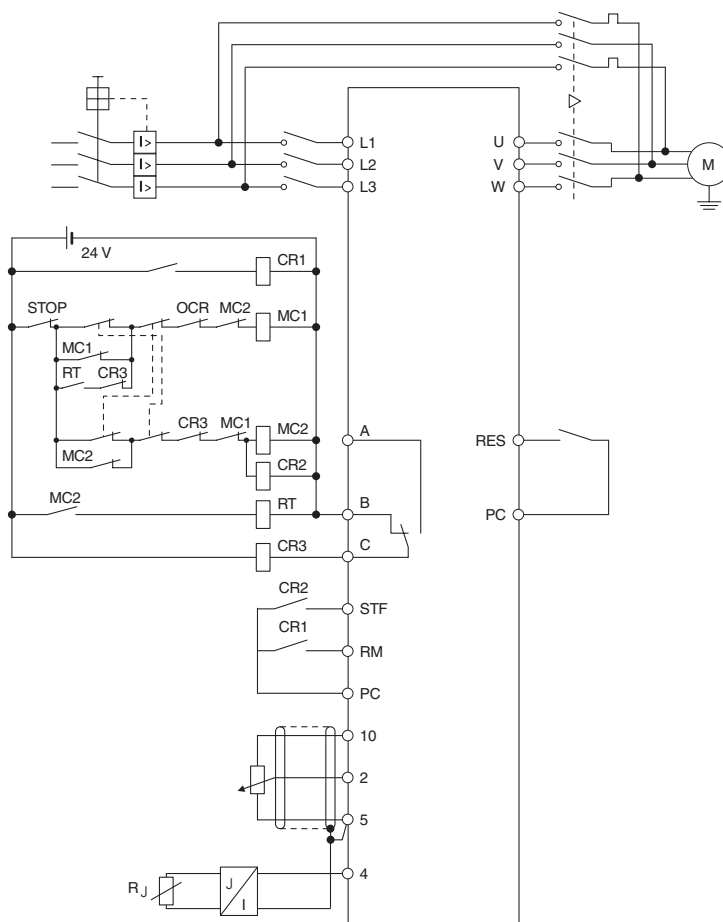 I>
L1
U
I>
L2
V
M
I>
L3
W
24 V
CR1
STOP
OCR
MC2
MC1
MC1
RT
CR3
CR3
MC1
MC2
A
RES
MC2
CR2
MC2
RT
B
PC
CR3
C
CR2
STF
CR1
RM
PC
10
2
5
4
RJ
J
I